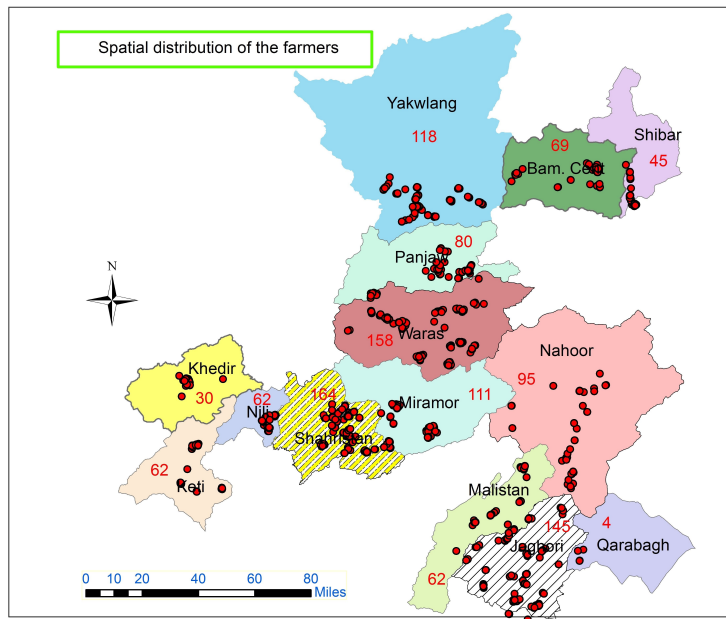 Spatial distribution of the farmers
Yakwlang
118
Shibar
45
69
Bam. Cent
80
Panjaw
158
Waras
N
Nahoor
95
Khedir
30
62
Nili
164
Shahristan
Miramor
111
62
Keti
Malistan
62
145
Jaghori
4
Qarabagh
0 10 20 40 60 80
Miles